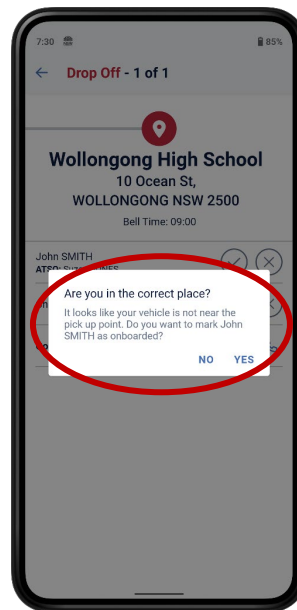 7:30 85%
← Drop Off - 1 of 1
Wollongong High School
10 Ocean St,
WOLLONGONG NSW 2500
Bell Time: 09:00
John SMITH
ATSO:
Are you in the correct place?
It looks like your vehicle is not near the
pick up point. Do you want to mark John
SMITH as onboarded?
NO YES